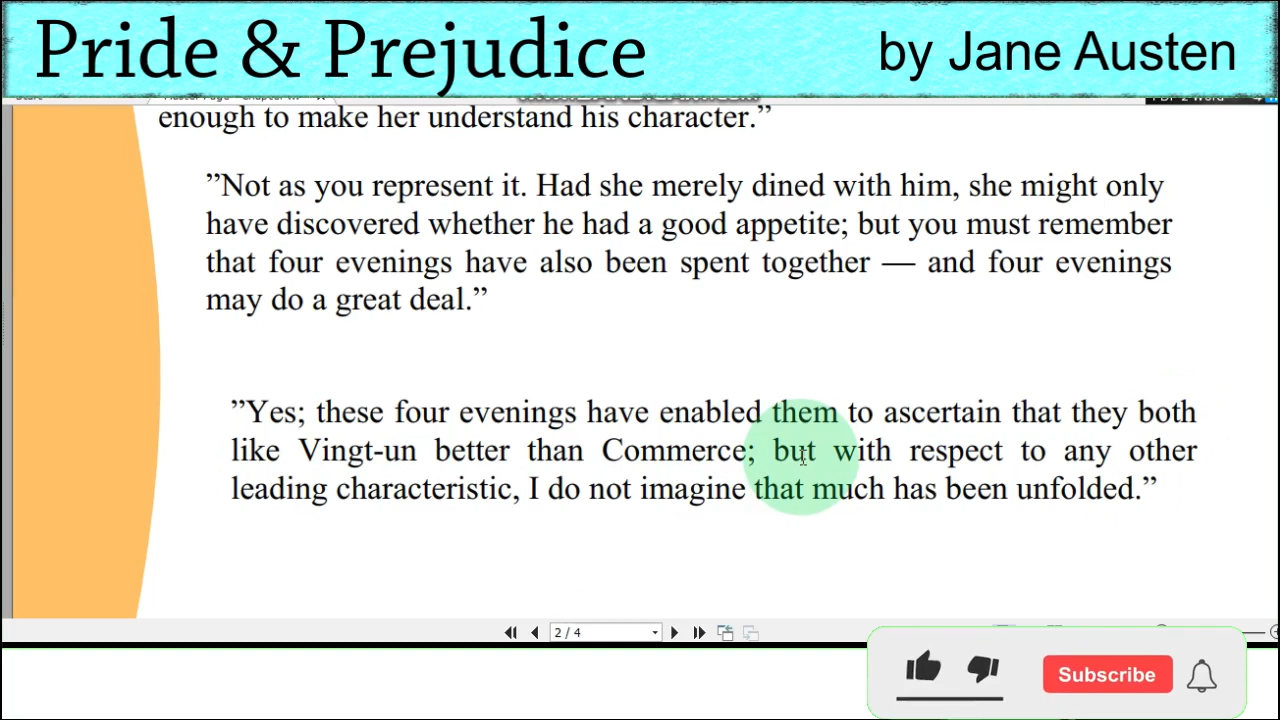 Pride & Prejudice
by Jane Austen
enough to make her understand his character.”
”Not as you represent it. Had she merely dined with him, she might only
have discovered whether he had a good appetite; but you must remember
that four evenings have also been spent together — and four evenings
may do a great deal.”
”Yes; these four evenings have enabled them to ascertain that they both
like Vingt-un better than Commerce; but with respect to any other
leading characteristic, I do not imagine that much has been unfolded.”
2 / 4
Subscribe